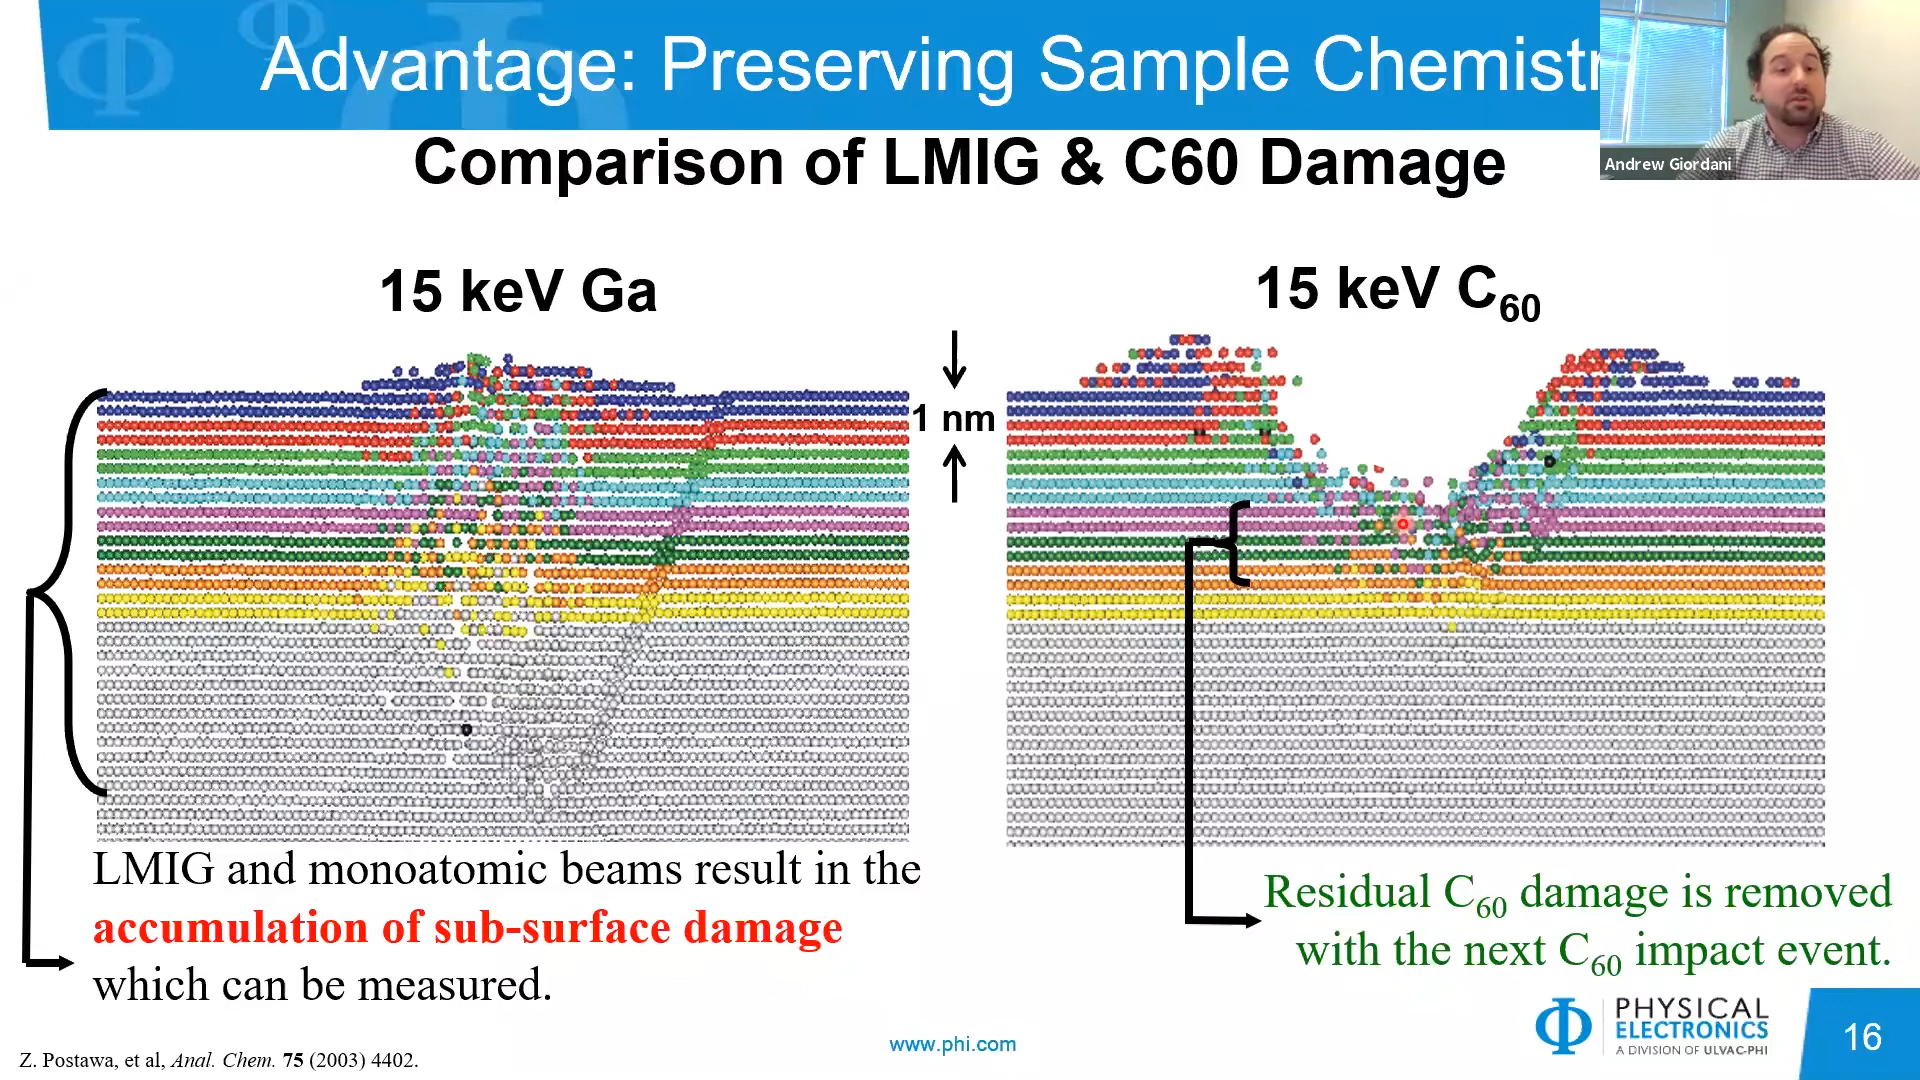 Advantage: Preserving Sample Chemistr
Andrew Giordani
Comparison of LMIG & C60 Damage
15 keV Ga
15 keV C60
1 nm
LMIG and monoatomic beams result in the
accumulation of sub-surface damage
which can be measured.
Residual C60 damage is removed
with the next C60 impact event.
PHYSICAL
ELECTRONICS
A DIVISION OF ULVAC-PHI
16
www.phi.com
Z. Postawa, et al, Anal. Chem. 75 (2003) 4402.